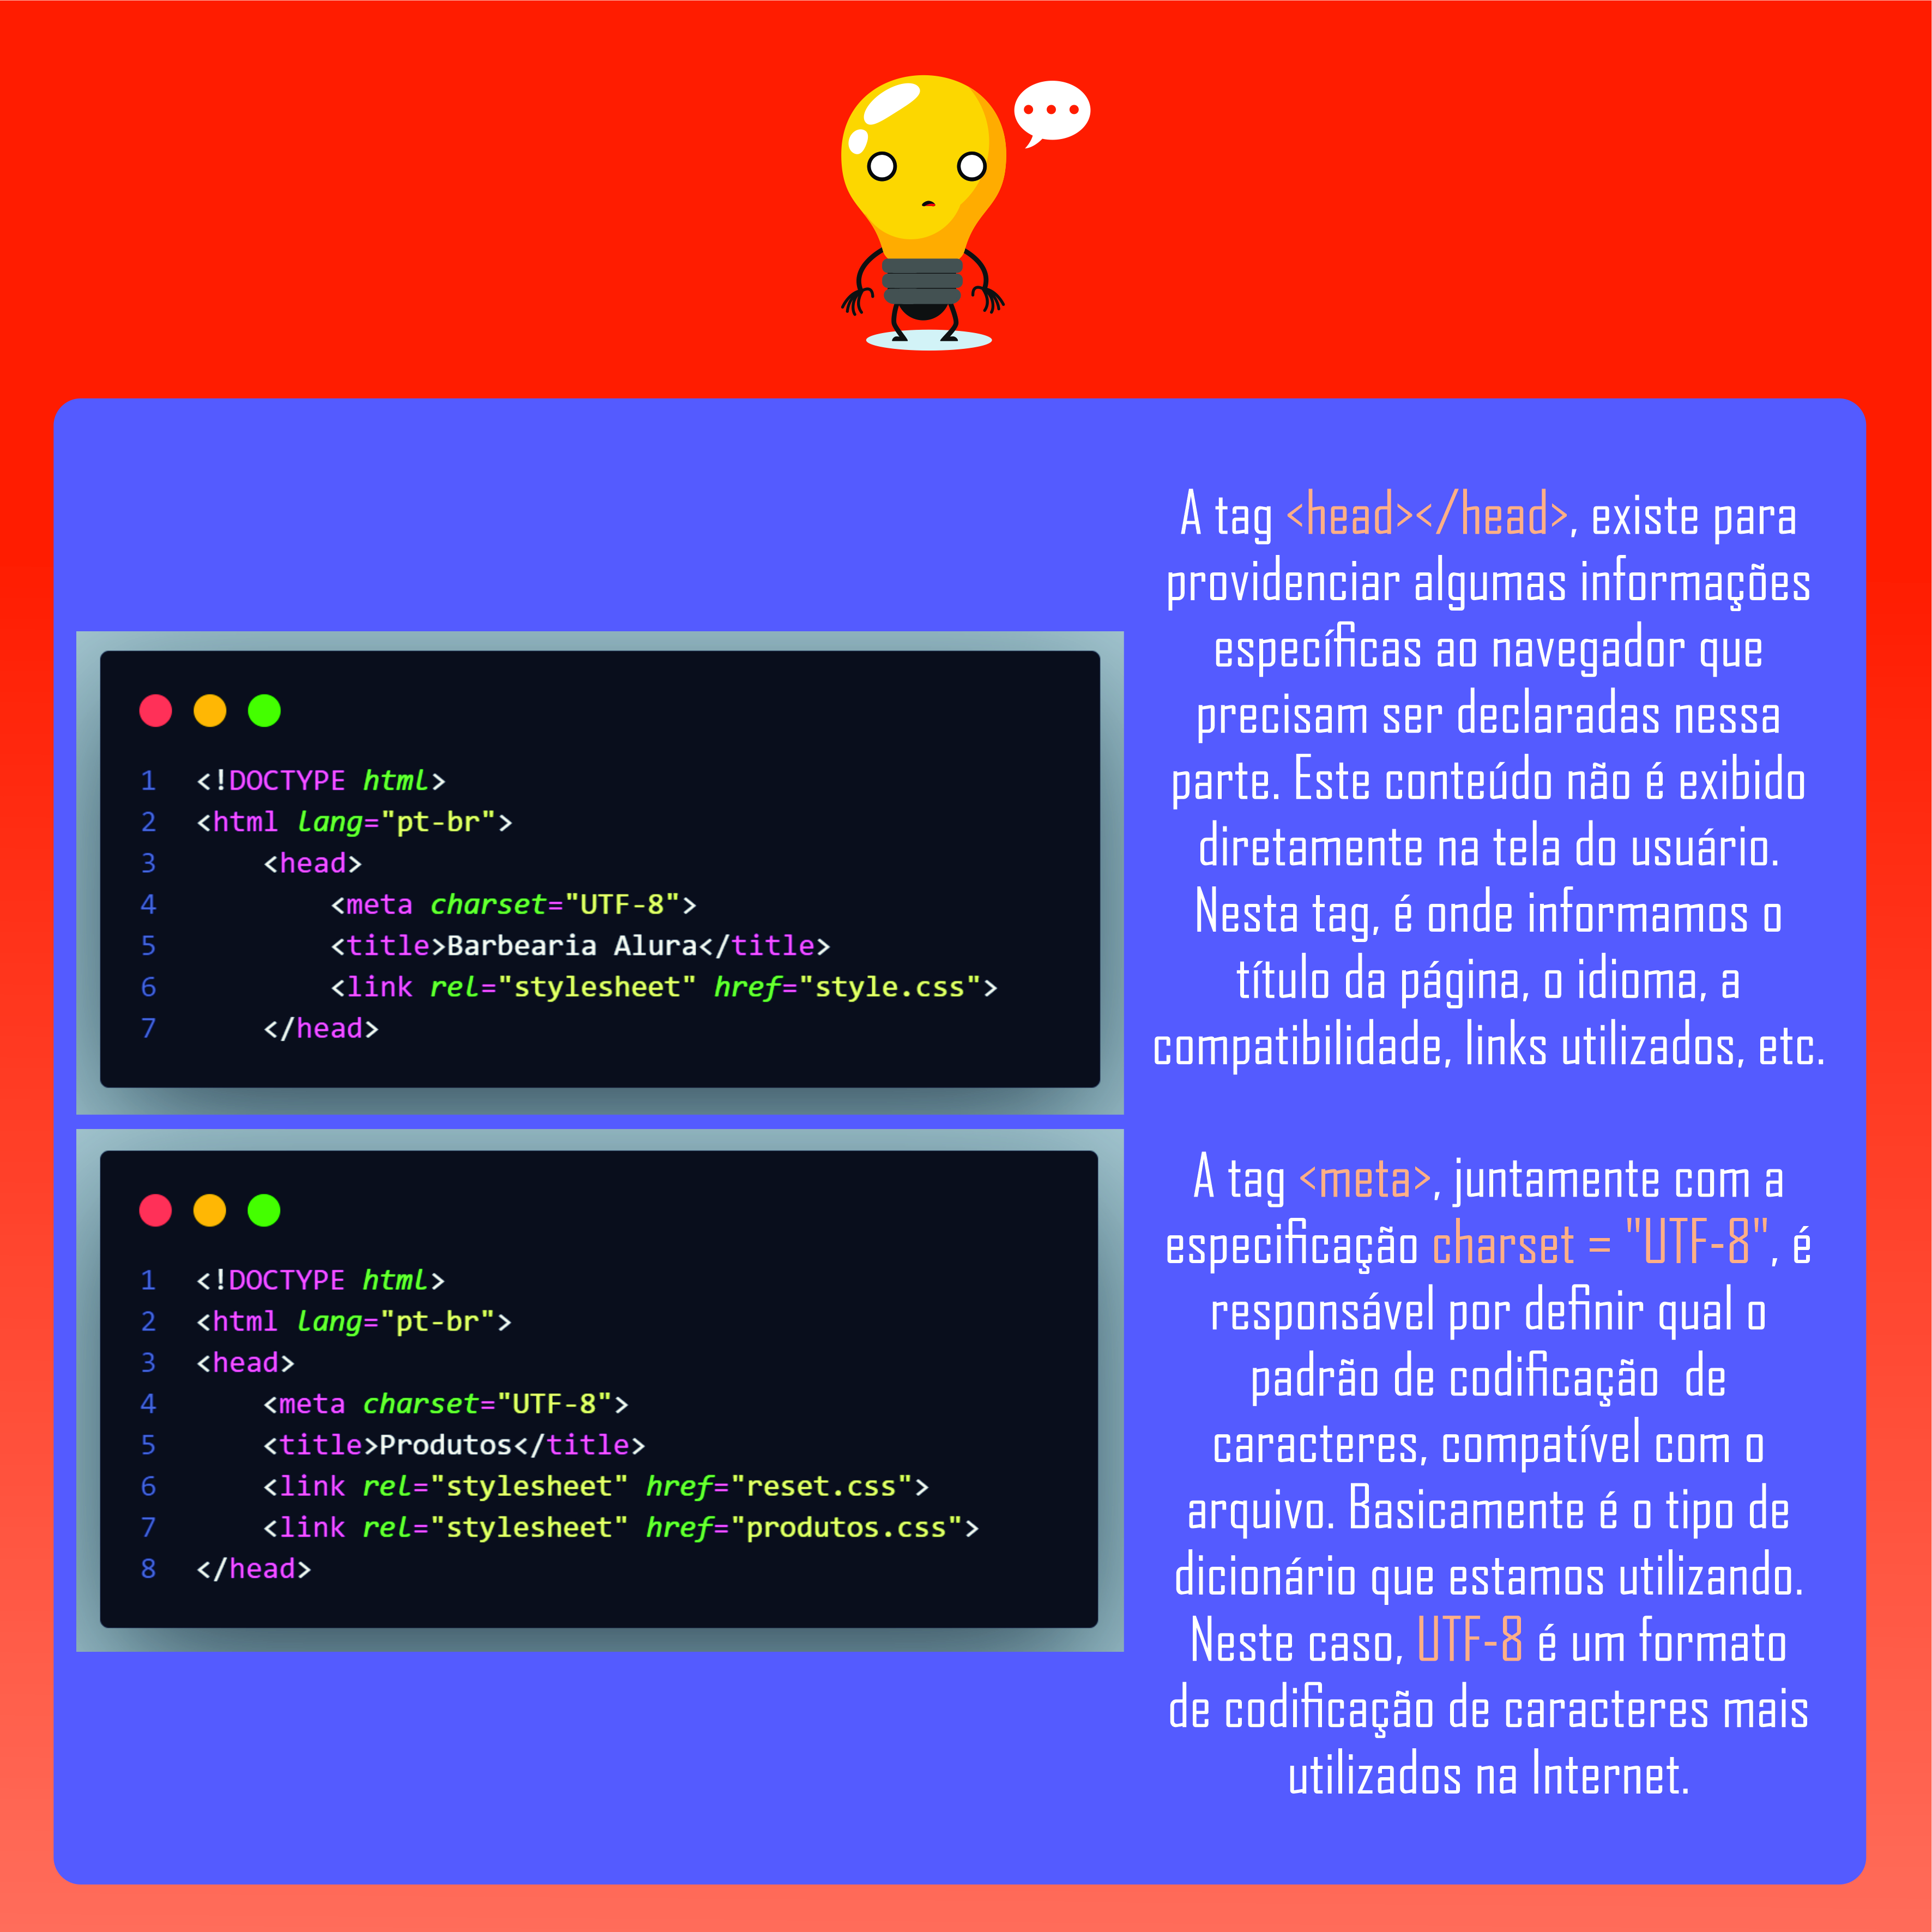 1 <!DOCTYPE html>
2 <html lang="pt-br">
3 <head>
4 <meta charset="UTF-8">
5 <title>Barbearia Alura</title>
6 <link rel="stylesheet" href="style.css">
7 </head>
1 <!DOCTYPE html>
2 <html lang="pt-br">
3 <head>
4 <meta charset="UTF-8">
5 <title>Produtos</title>
6 <link rel="stylesheet" href="reset.css">
7 <link rel="stylesheet" href="produtos.css">
8 </head>
A tag <head></head>, existe para
providenciar algumas informações
específicas ao navegador que
precisam ser declaradas nessa
parte. Este conteúdo não é exibido
diretamente na tela do usuário.
Nesta tag, é onde informamos o
título da página, o idioma, a
compatibilidade, links utilizados, etc.
A tag <meta>, juntamente com a
especificação charset = "UTF-8", é
responsável por definir qual o
padrão de codificação de
caracteres, compatível com o
arquivo. Basicamente é o tipo de
dicionário que estamos utilizando.
Neste caso, UTF-8 é um formato
de codificação de caracteres mais
utilizados na Internet.